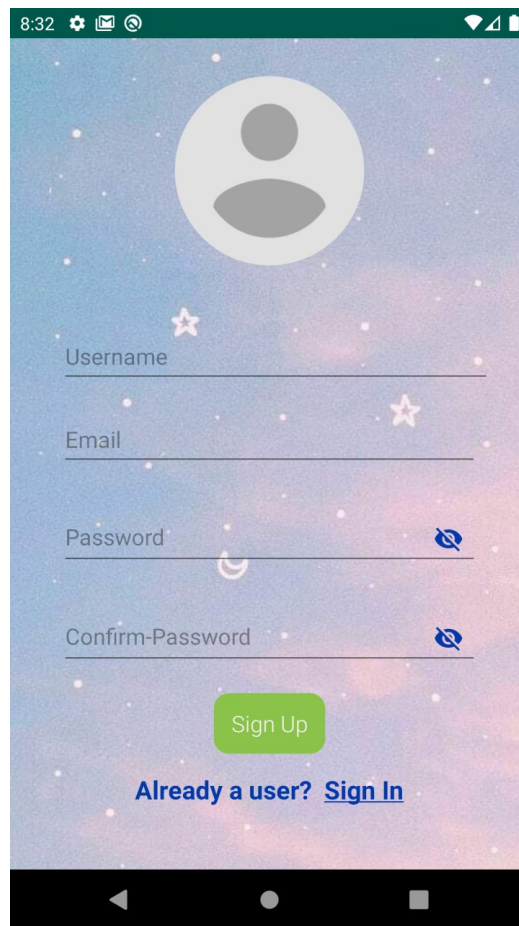 8:32
Username
Email
Password
Confirm-Password
Sign Up
Already a user? Sign In